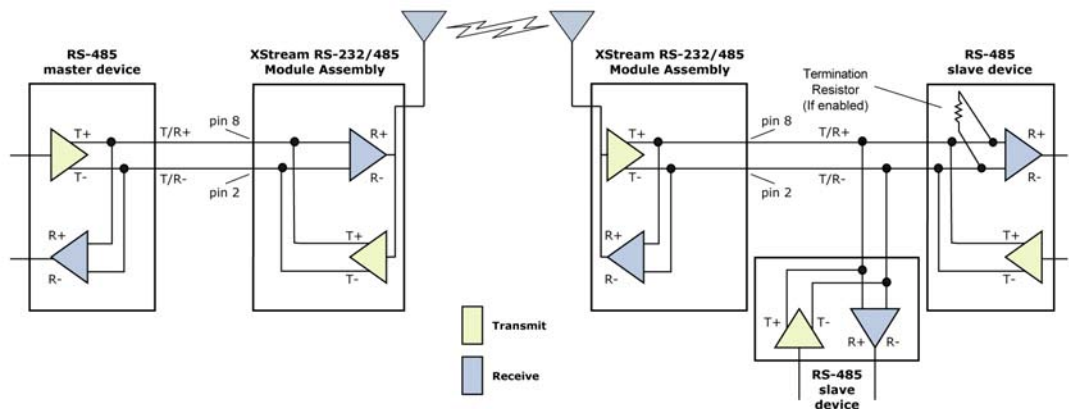 RS-485
master device
XStream RS-232/485
Module Assembly
XStream RS-232/485
Module Assembly
RS-485
slave device
Termination
Resistor
(If enabled)
T+
T-
R+
R-
T/R+
T/R-
pin 8
pin 2
R+
R-
T+
T-
T+
T-
R+
R-
pin 8
pin 2
T/R+
T/R-
R+
R-
T+
T-
T+
T-
R+
R-
RS-485
slave
device
Transmit
Receive